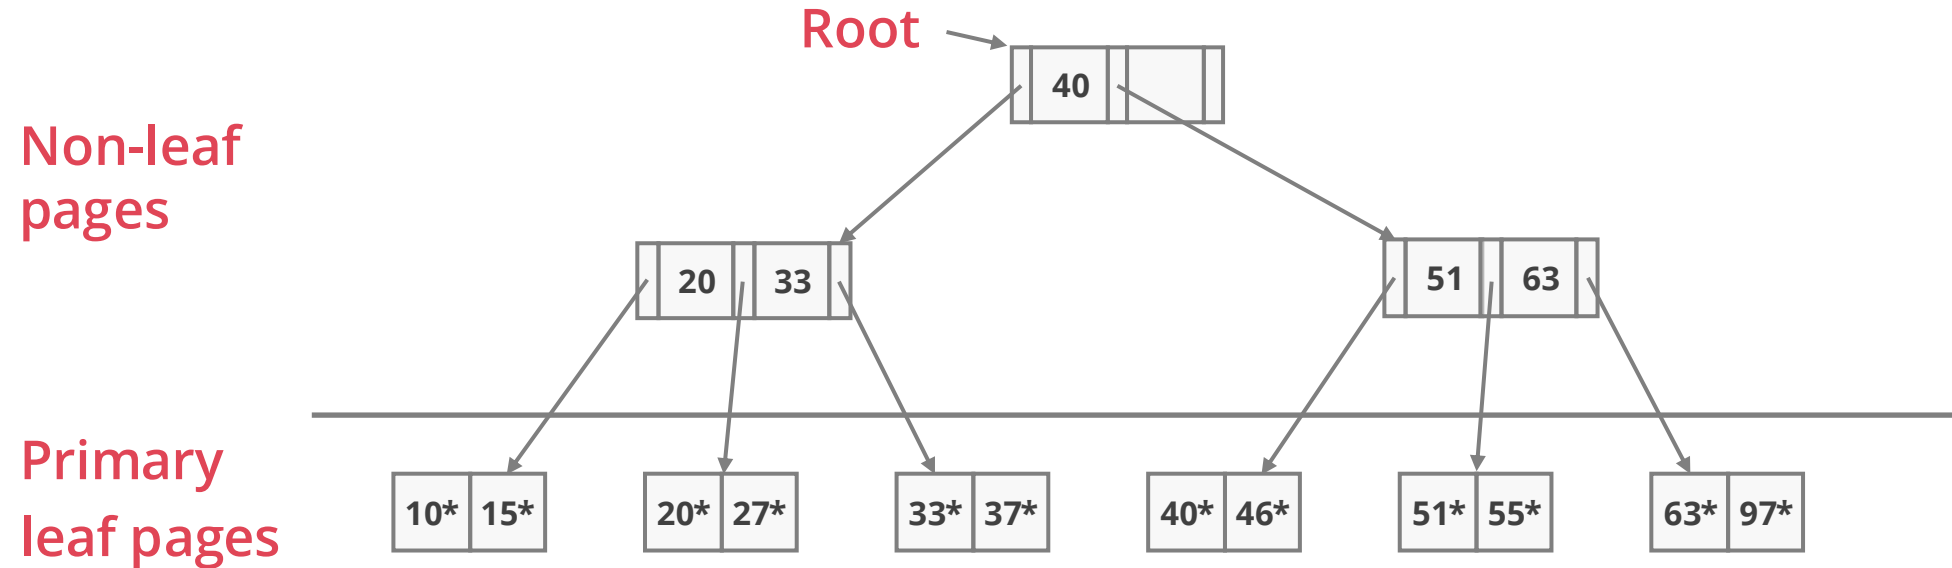 Root
40
Non-leaf
pages
20 33
51 63
Primary
leaf pages
10* 15*
20* 27*
33* 37*
40* 46*
51* 55*
63* 97*